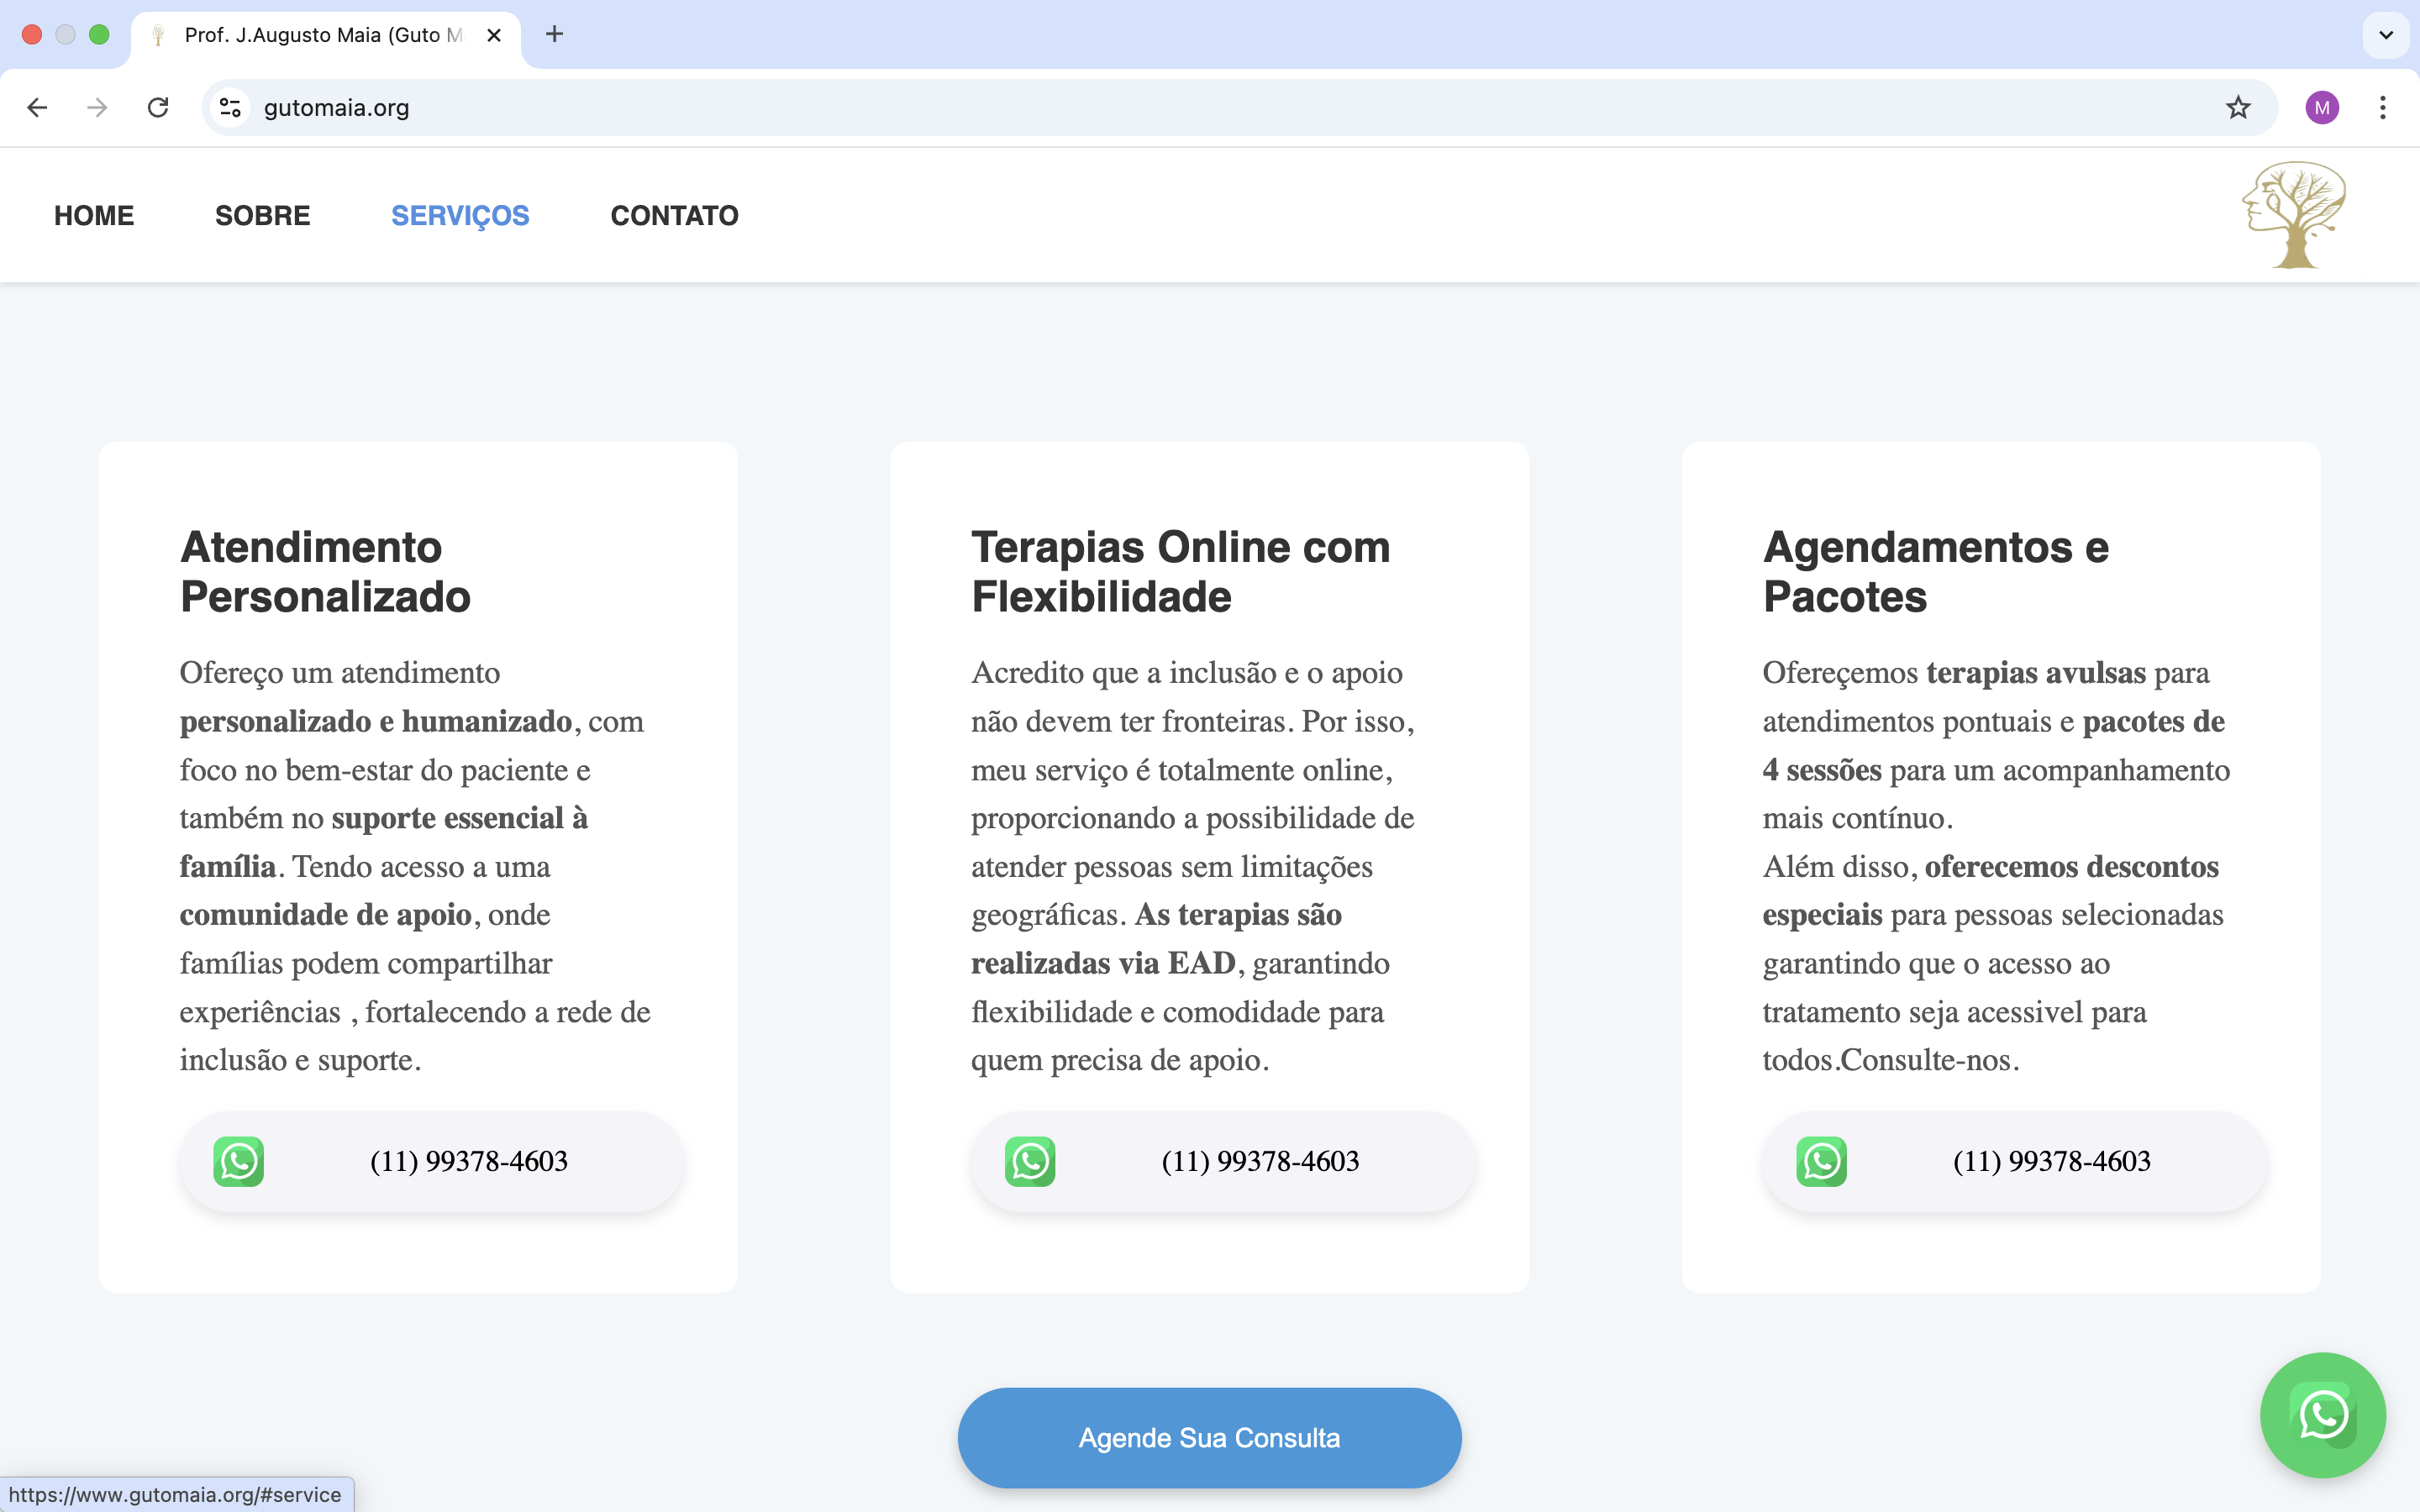 Prof. J.Augusto Maia (Guto M
gutomaia.org
M
HOME
SOBRE
SERVIÇOS
CONTATO
Atendimento
Personalizado
Ofereço um atendimento
personalizado e humanizado, com
foco no bem-estar do paciente e
também no suporte essencial à
família. Tendo acesso a uma
comunidade de apoio, onde
famílias podem compartilhar
experiências , fortalecendo a rede de
inclusão e suporte.
(11) 99378-4603
Terapias Online com
Flexibilidade
Acredito que a inclusão e o apoio
não devem ter fronteiras. Por isso,
meu serviço é totalmente online,
proporcionando a possibilidade de
atender pessoas sem limitações
geográficas. As terapias são
realizadas via EAD, garantindo
flexibilidade e comodidade para
quem precisa de apoio.
(11) 99378-4603
Agendamentos e
Pacotes
Ofereçemos terapias avulsas para
atendimentos pontuais e pacotes de
4 sessões para um acompanhamento
mais contínuo.
Além disso, oferecemos descontos
especiais para pessoas selecionadas
garantindo que o acesso ao
tratamento seja acessivel para
todos.Consulte-nos.
(11) 99378-4603
Agende Sua Consulta
https://www.gutomaia.org/#service